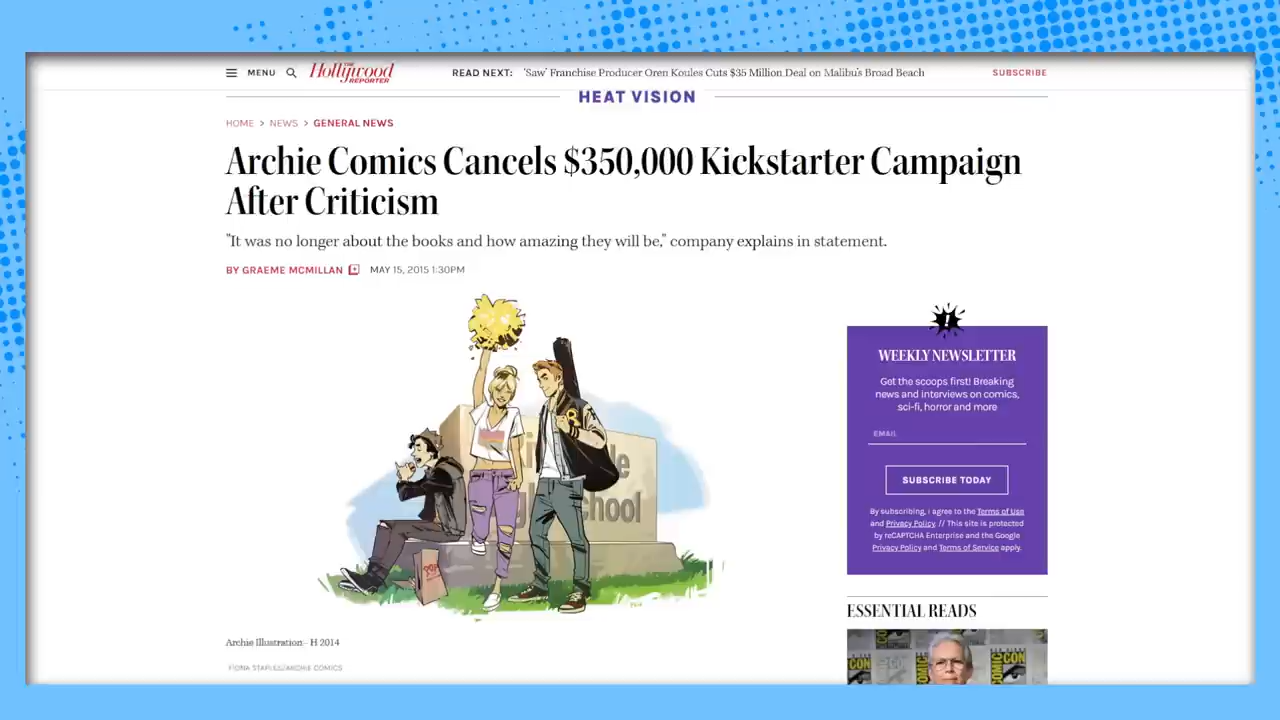 MENU
THE Hollywood REPORTER
READ NEXT: 'Saw' Franchise Producer Oren Koules Cuts $35 Million Deal on Malibu's Broad Beach
SUBSCRIBE
HEAT VISION
HOME > NEWS > GENERAL NEWS
Archie Comics Cancels $350,000 Kickstarter Campaign
After Criticism
"It was no longer about the books and how amazing they will be," company explains in statement.
BY GRAEME MCMILLAN
MAY 15, 2015 1:30PM
R
POP
chool
Archie Illustration - H 2014
FIONA STAPLES/ARCHIE COMICS
!
WEEKLY NEWSLETTER
Get the scoops first! Breaking
news and interviews on comics,
sci-fi, horror and more
EMAIL
SUBSCRIBE TODAY
By subscribing, I agree to the Terms of Use
and Privacy Policy. // This site is protected
by reCAPTCHA Enterprise and the Google
Privacy Policy and Terms of Service apply.
ESSENTIAL READS
COMIC CON
COMIC CON